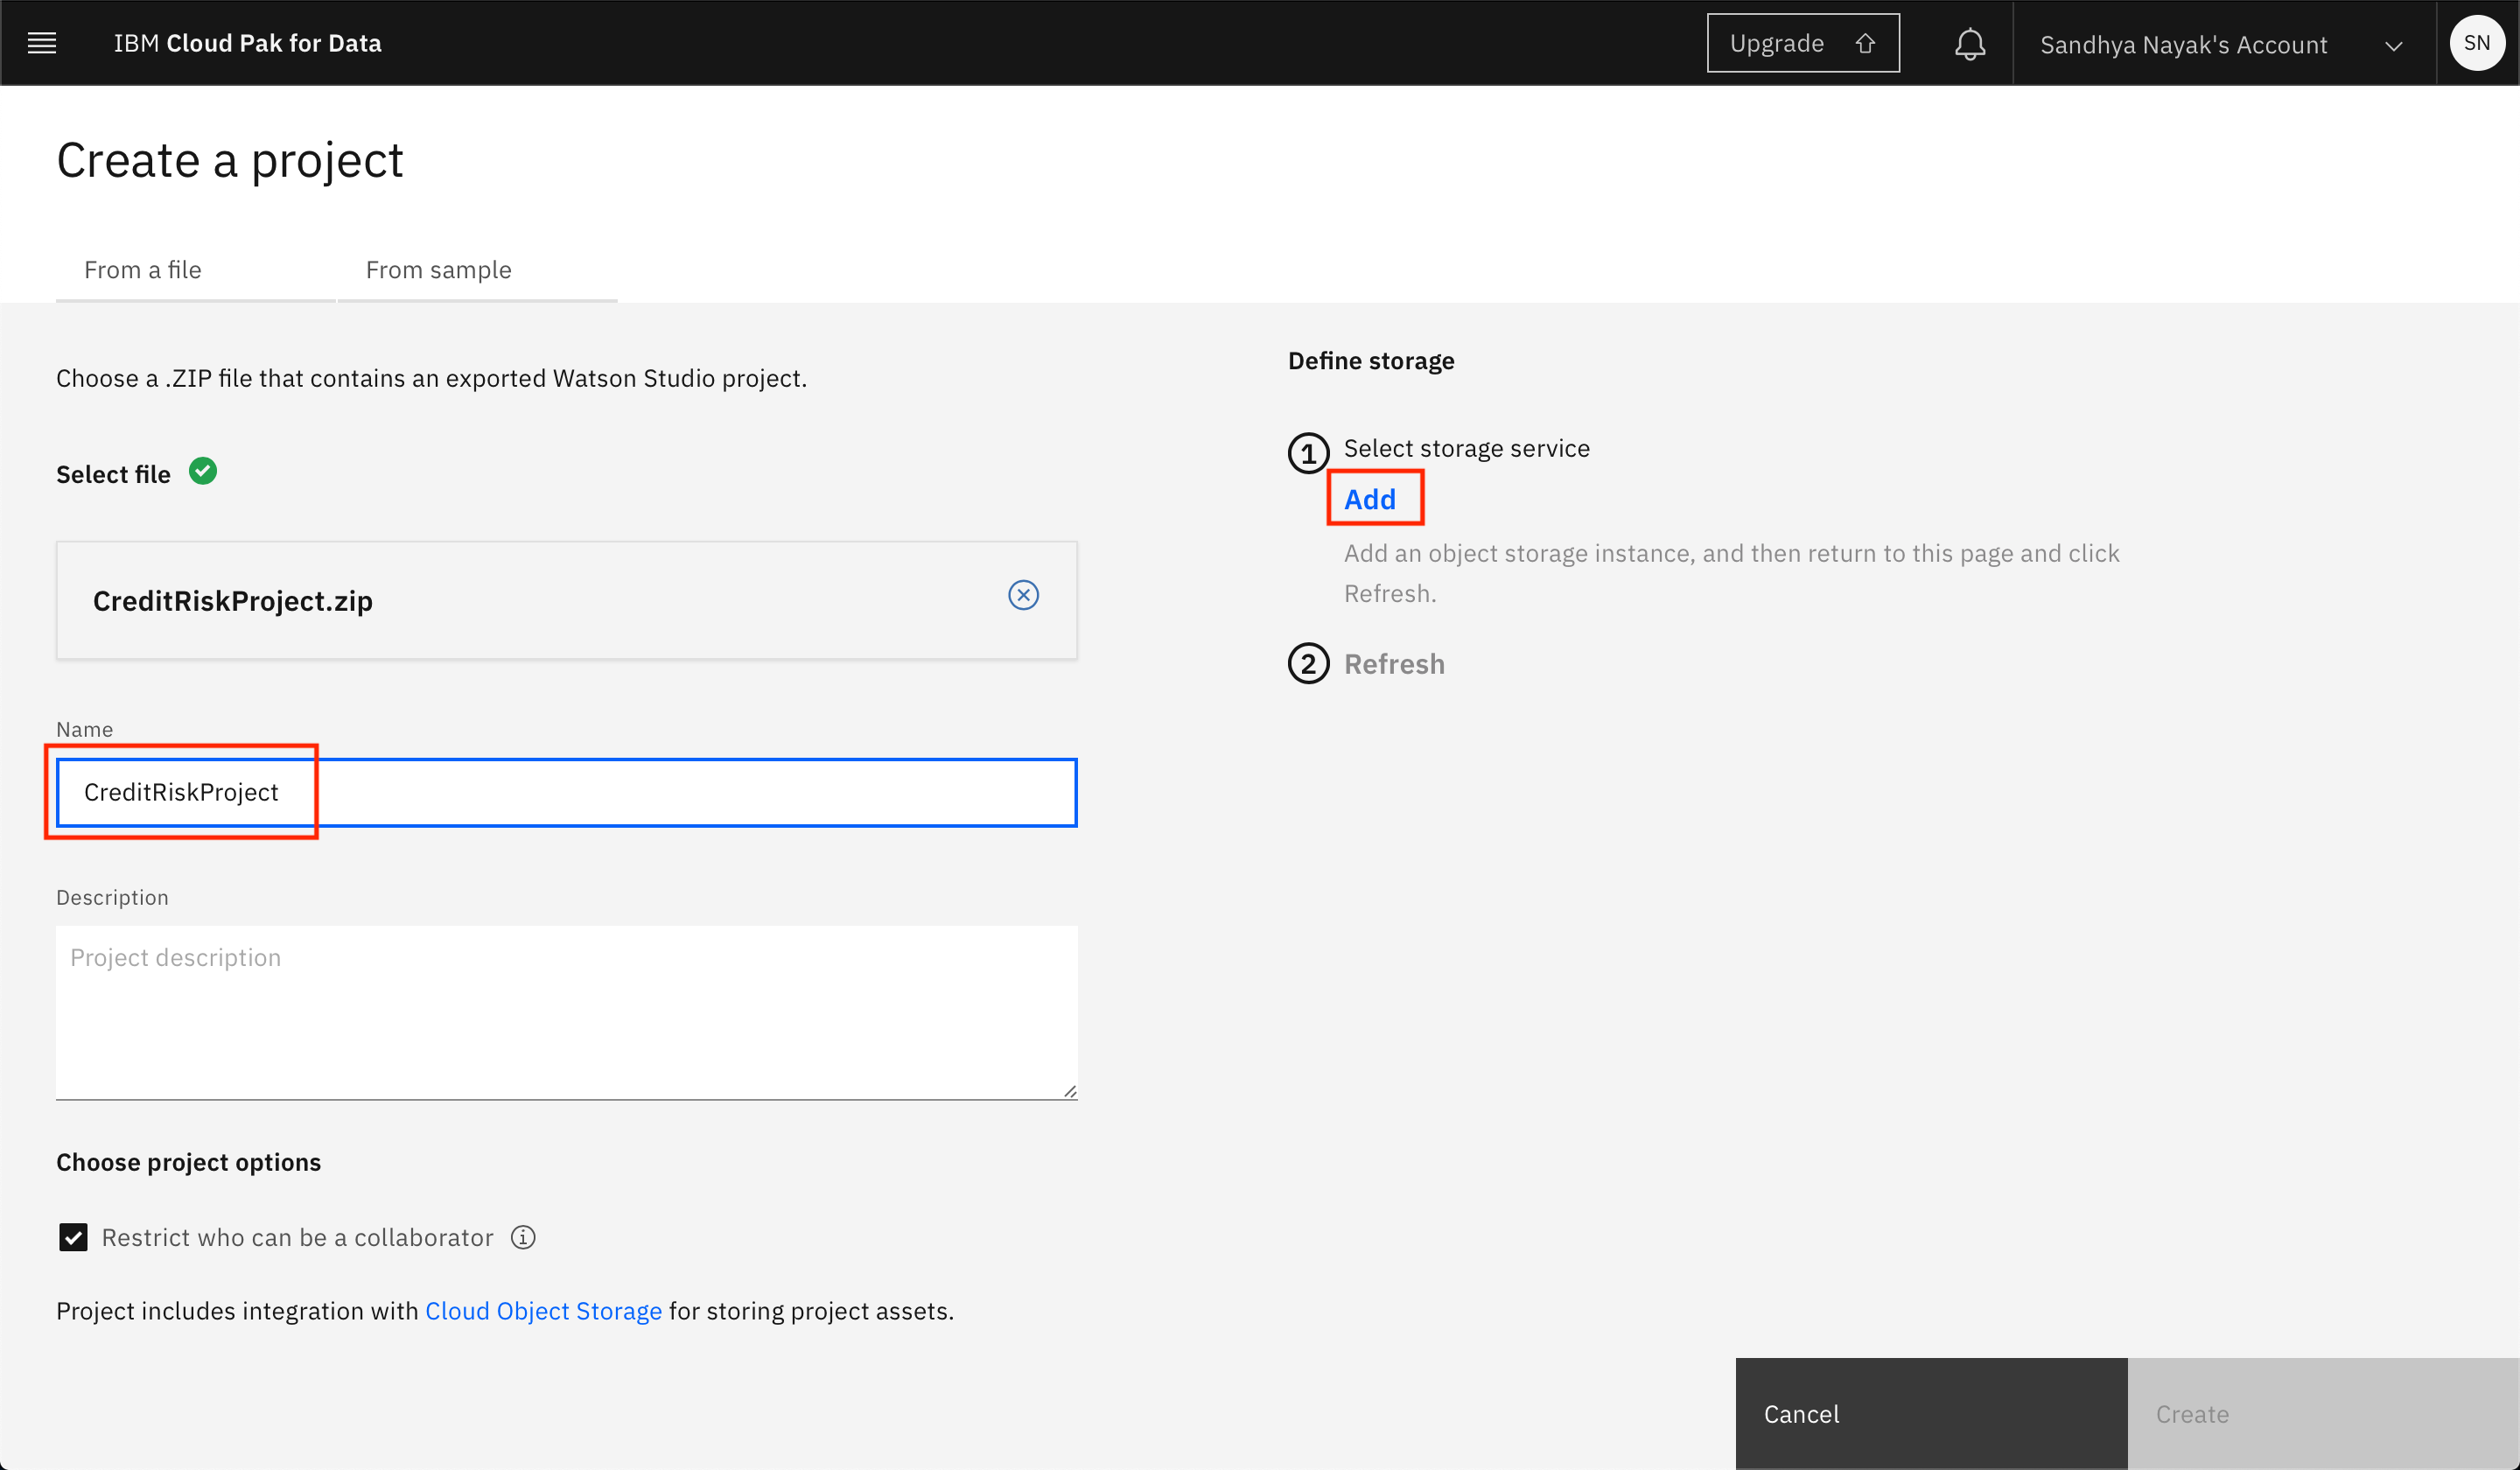 IBM Cloud Pak for Data
Upgrade
Sandhya Nayak's Account
SN
Create a project
From a file
From sample
Choose a .ZIP file that contains an exported Watson Studio project.
Select file
CreditRiskProject.zip
Name
CreditRiskProject
Description
Project description
Choose project options
Restrict who can be a collaborator
Project includes integration with Cloud Object Storage for storing project assets.
Define storage
1 Select storage service
Add
Add an object storage instance, and then return to this page and click
Refresh.
2 Refresh
Cancel
Create